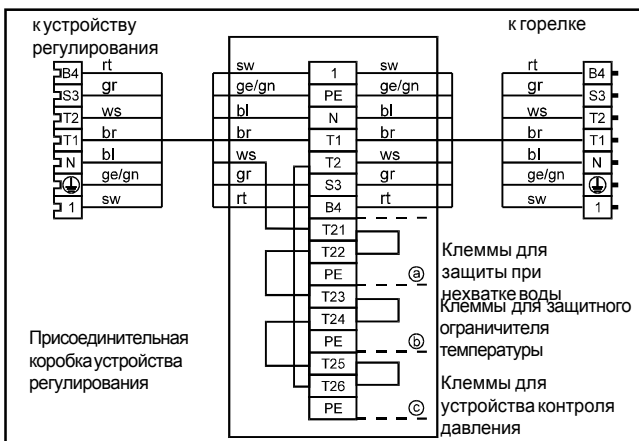 к устройству
регулирования
к горелке
B4 rt
S3 gr
T2 ws
T1 br
N bl
ge/gn
1 sw
sw 1 sw
ge/gn PE ge/gn
bl N bl
br T1 br
ws T2 ws
gr S3 gr
rt B4 rt
T21
T22
PE
T23
T24
PE
T25
T26
PE
rt B4
gr S3
ws T2
br T1
bl N
ge/gn
sw 1
a
Клеммы для
защиты при
нехватке воды
b
Клеммы для защитного
ограничителя
температуры
c
Клеммы для
устройства контроля
давления
Присоединительная
коробка устройства
регулирования